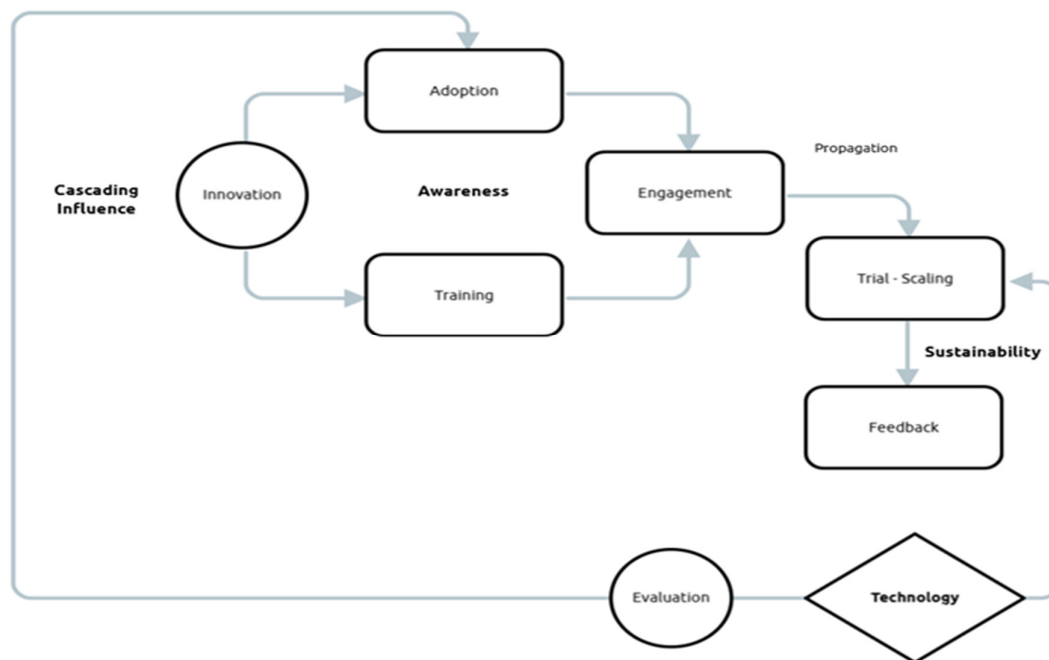 Adoption
Propagation
Cascading
Influence
Innovation
Awareness
Engagement
Training
Trial - Scaling
Sustainability
Feedback
Evaluation
Technology